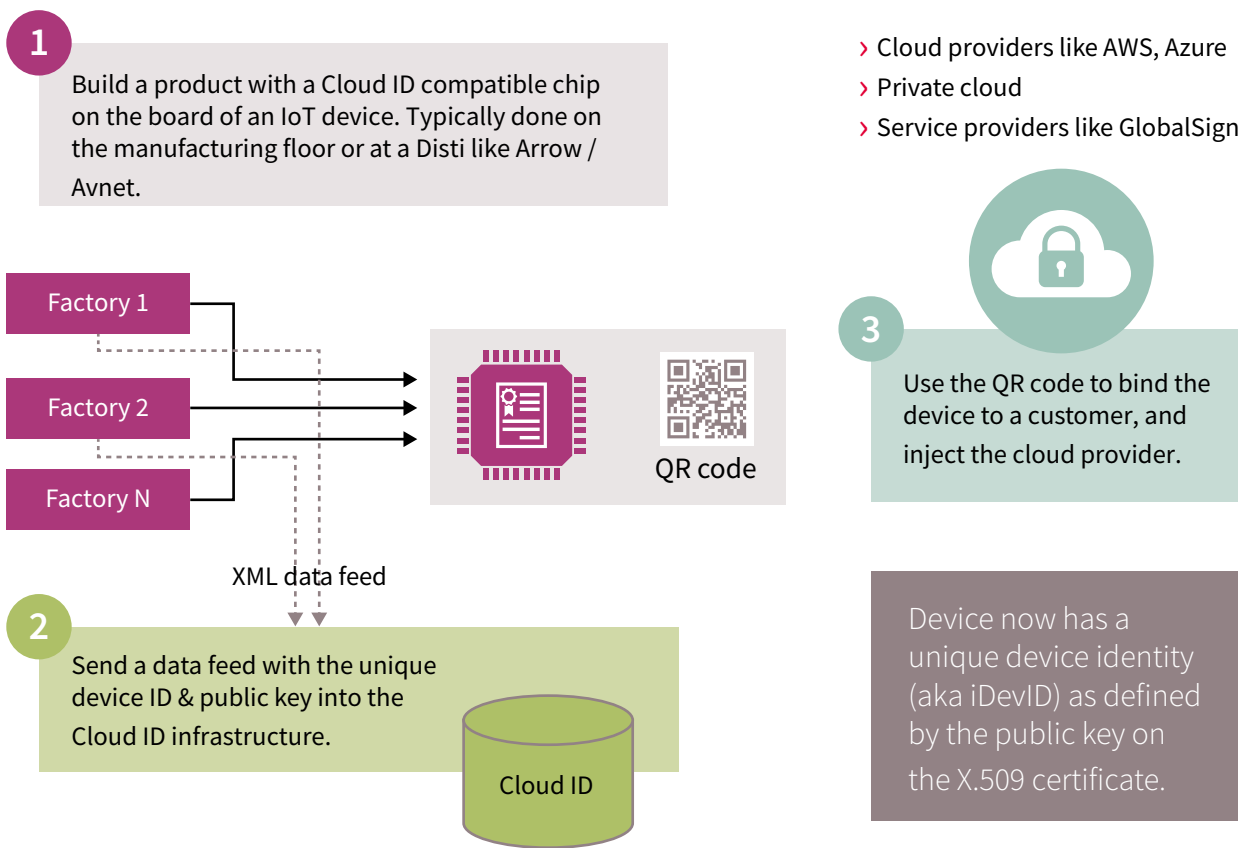 1
Build a product with a Cloud ID compatible chip
on the board of an IoT device. Typically done on
the manufacturing floor or at a Disti like Arrow /
Avnet.
› Cloud providers like AWS, Azure
› Private cloud
› Service providers like GlobalSign
Factory 1
Factory 2
Factory N
QR code
XML data feed
2
Send a data feed with the unique
device ID & public key into the
Cloud ID infrastructure.
Cloud ID
3
Use the QR code to bind the
device to a customer, and
inject the cloud provider.
Device now has a
unique device identity
(aka iDevID) as defined
by the public key on
the X.509 certificate.